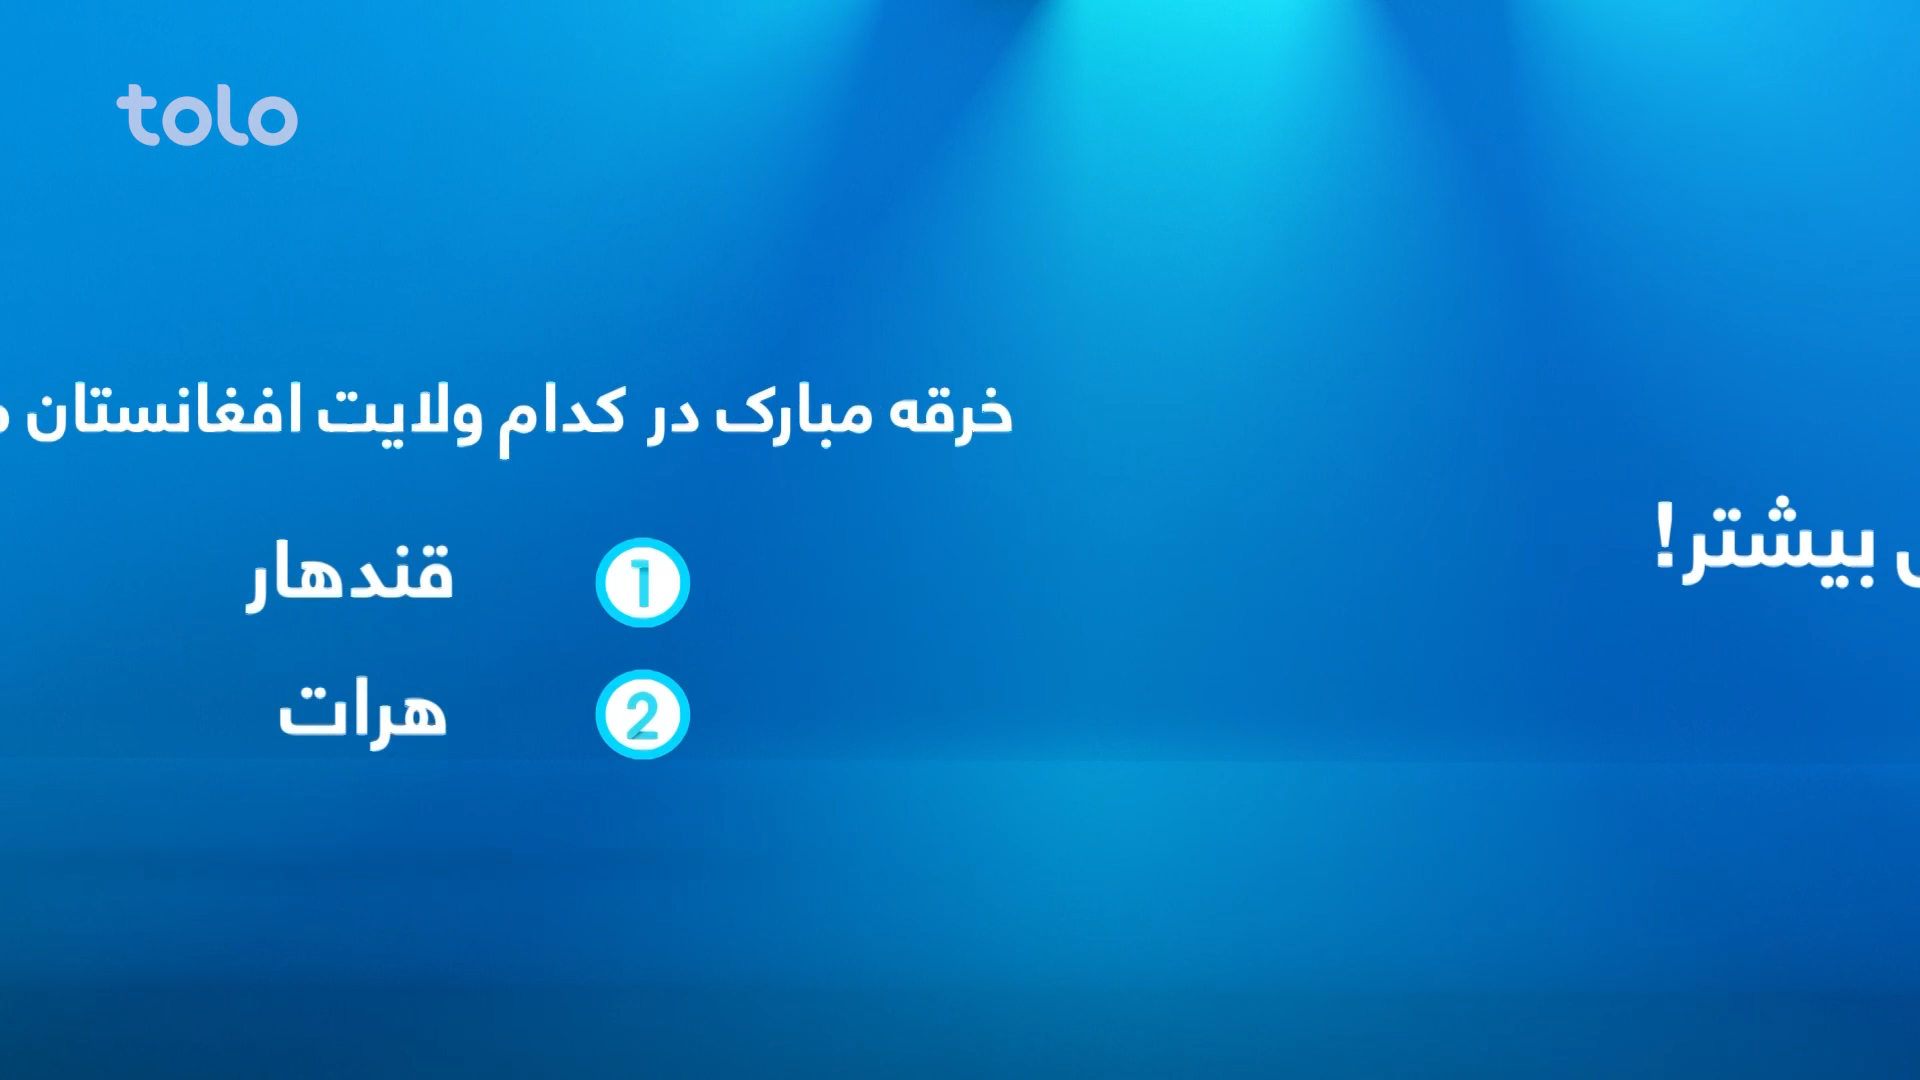 tolo
خرقه مبارک در کدام ولایت افغانستان
بیشتر!
1 قندهار
2 هرات